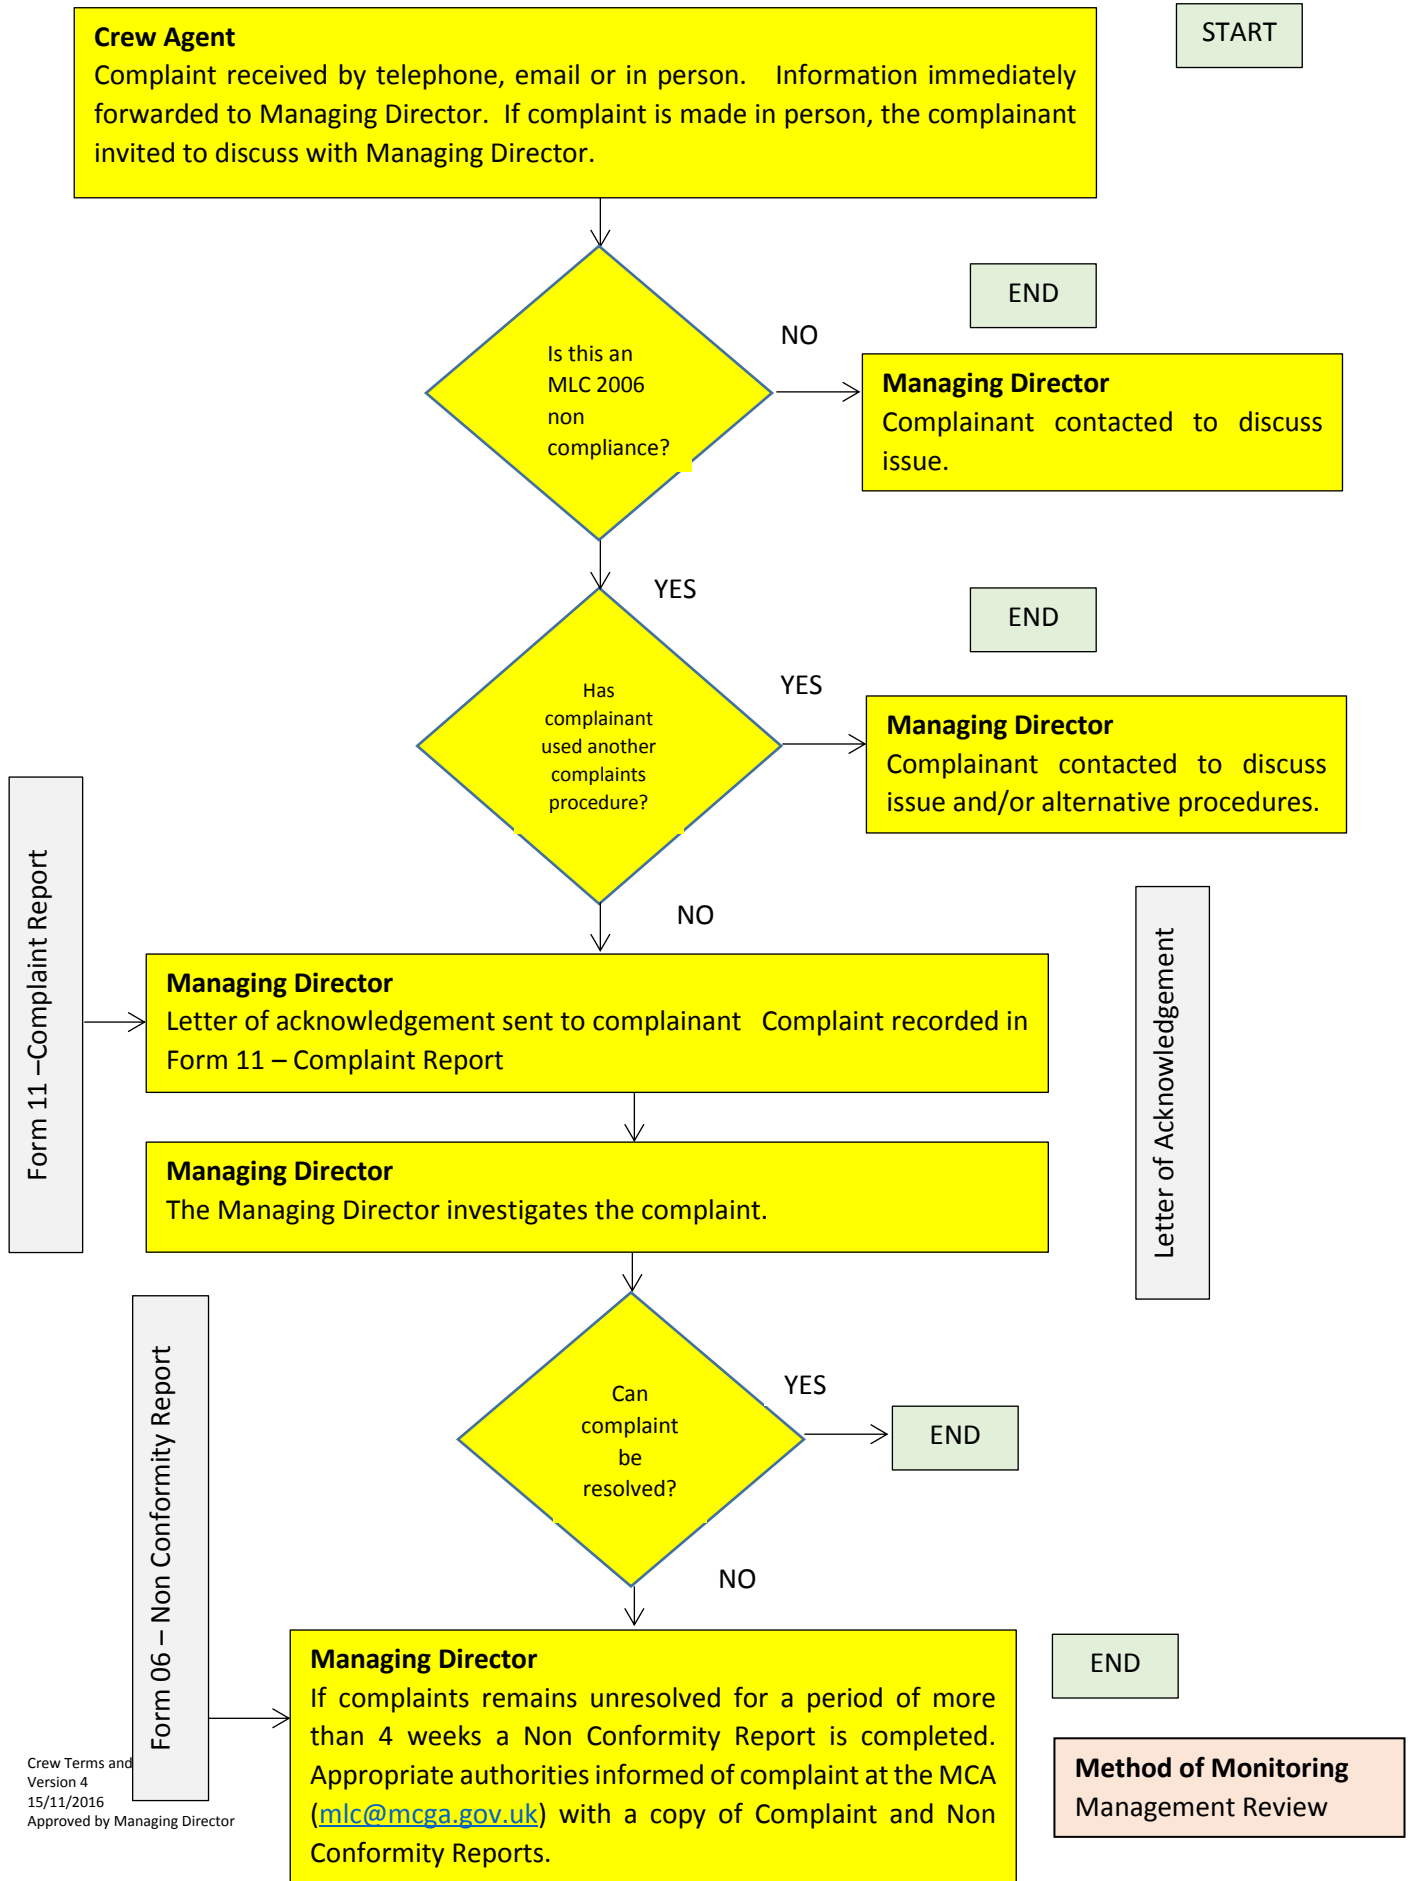 START
Crew Agent
Complaint received by telephone, email or in person. Information immediately
forwarded to Managing Director. If complaint is made in person, the complainant
invited to discuss with Managing Director.
Is this an
MLC 2006
non
compliance?
NO
END
Managing Director
Complainant contacted to discuss
issue.
YES
Has
complainant
used another
complaints
procedure?
YES
END
Managing Director
Complainant contacted to discuss
issue and/or alternative procedures.
NO
Form 11 –Complaint Report
Managing Director
Letter of acknowledgement sent to complainant Complaint recorded in
Form 11 – Complaint Report
Letter of Acknowledgement
Managing Director
The Managing Director investigates the complaint.
Can
complaint
be
resolved?
YES
END
NO
Form 06 – Non Conformity Report
Managing Director
If complaints remains unresolved for a period of more
than 4 weeks a Non Conformity Report is completed.
Appropriate authorities informed of complaint at the MCA
(mlc@mcga.gov.uk) with a copy of Complaint and Non
Conformity Reports.
END
Method of Monitoring
Management Review
Crew Terms and
Version 4
15/11/2016
Approved by Managing Director